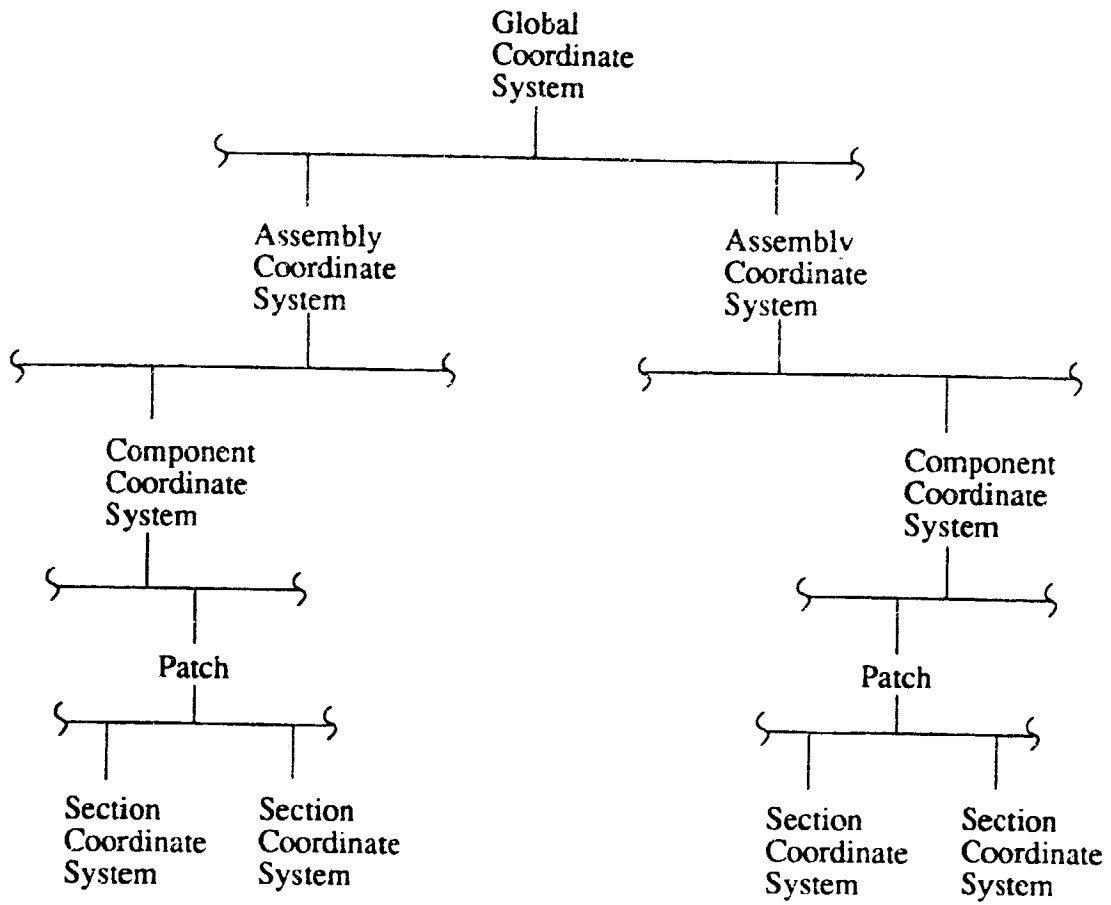 Global
Coordinate
System
Assembly
Coordinate
System
Assembly
Coordinate
System
Component
Coordinate
System
Component
Coordinate
System
Patch
Patch
Section
Coordinate
System
Section
Coordinate
System
Section
Coordinate
System
Section
Coordinate
System